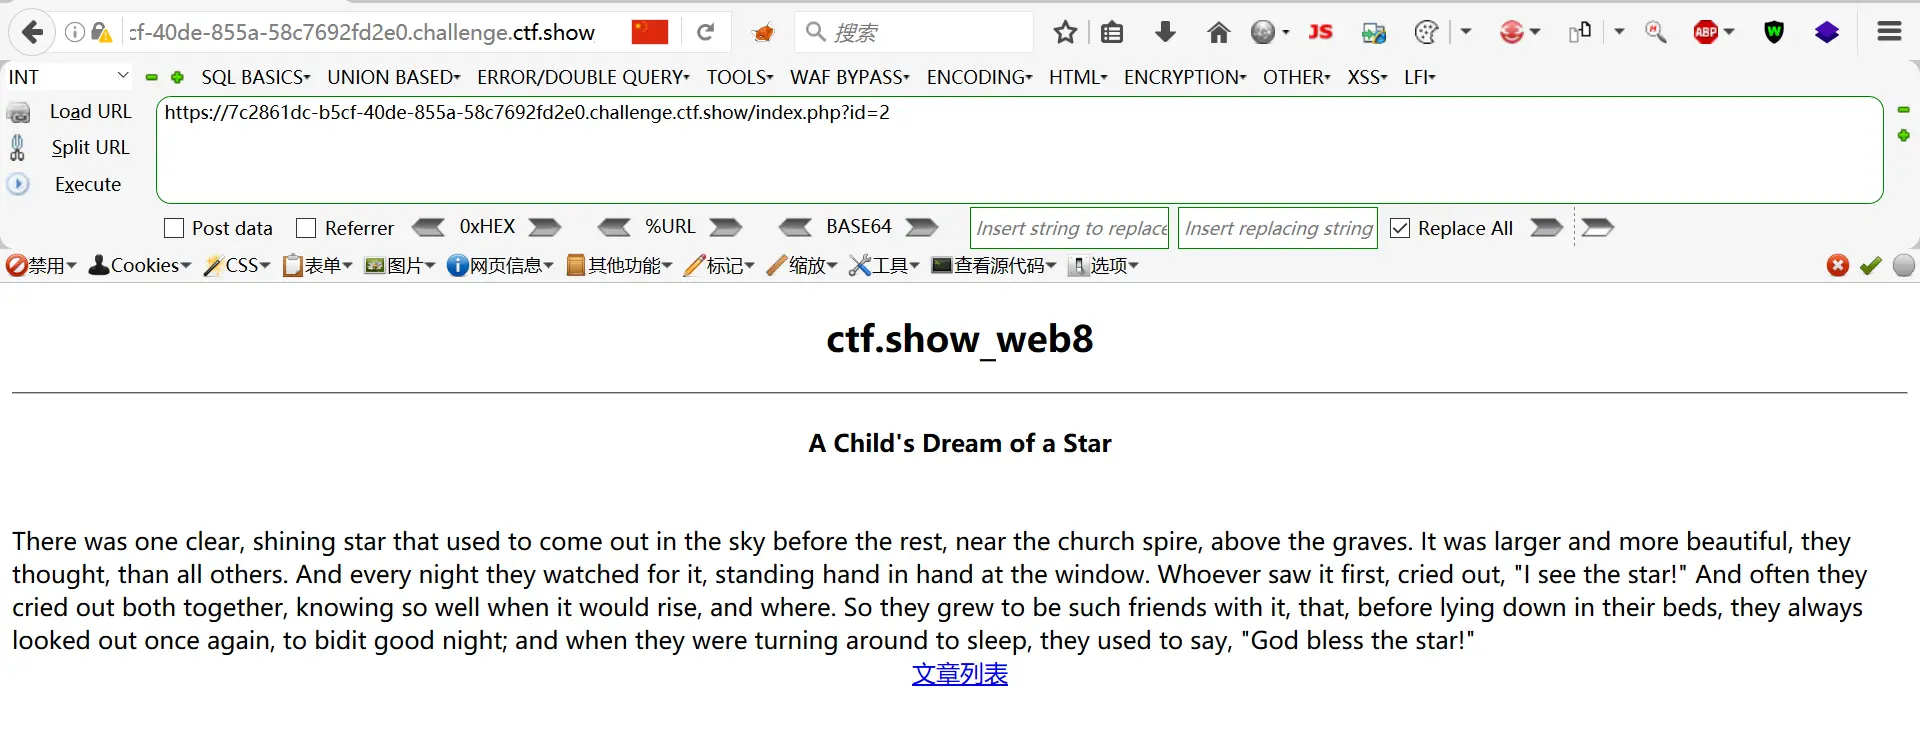 cf-40de-855a-58c7692fd2e0.challenge.ctf.show 搜索 JS ABP W
INT SQL BASICS UNION BASED ERROR/DOUBLE QUERY TOOLS WAF BYPASS ENCODING HTML ENCRYPTION OTHER XSS LFI
Load URL https://7c2861dc-b5cf-40de-855a-58c7692fd2e0.challenge.ctf.show/index.php?id=2
Split URL
Execute
Post data Referrer 0xHEX %URL BASE64 Insert string to replace Insert replacing string Replace All
禁用 Cookies CSS 表单 图片 网页信息 其他功能 标记 缩放 工具 查看源代码 选项
ctf.show_web8
A Child's Dream of a Star
There was one clear, shining star that used to come out in the sky before the rest, near the church spire, above the graves. It was larger and more beautiful, they
thought, than all others. And every night they watched for it, standing hand in hand at the window. Whoever saw it first, cried out, "I see the star!" And often they
cried out both together, knowing so well when it would rise, and where. So they grew to be such friends with it, that, before lying down in their beds, they always
looked out once again, to bidit good night; and when they were turning around to sleep, they used to say, "God bless the star!"
文章列表